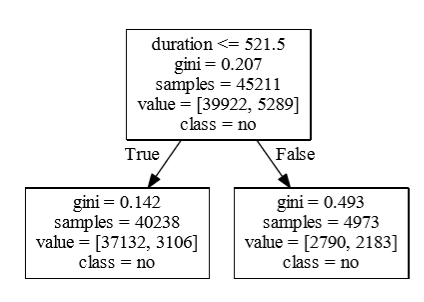 duration <= 521.5
gini = 0.207
samples = 45211
value = [39922, 5289]
class = no
True
False
gini = 0.142
samples = 40238
value = [37132, 3106]
class = no
gini = 0.493
samples = 4973
value = [2790, 2183]
class = no